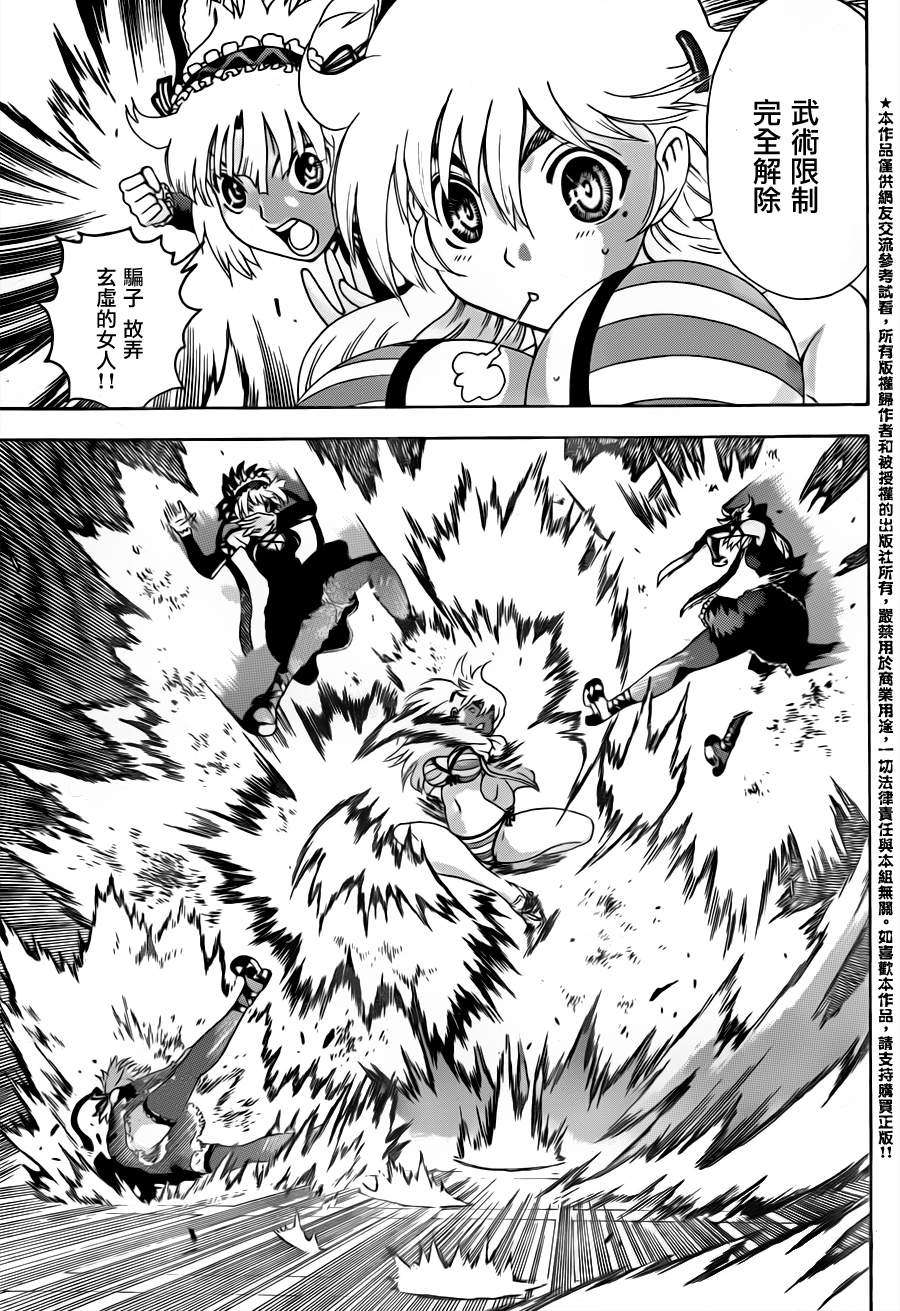 武術限制
完全解除
騙子 故弄
玄虛的女人!!
★本作品僅供網友交流參考試看，所有版權歸作者和被授權的出版社所有，嚴禁用於商業用途，一切法律責任與本組無關。如喜歡本作品，請支持購買正版!!